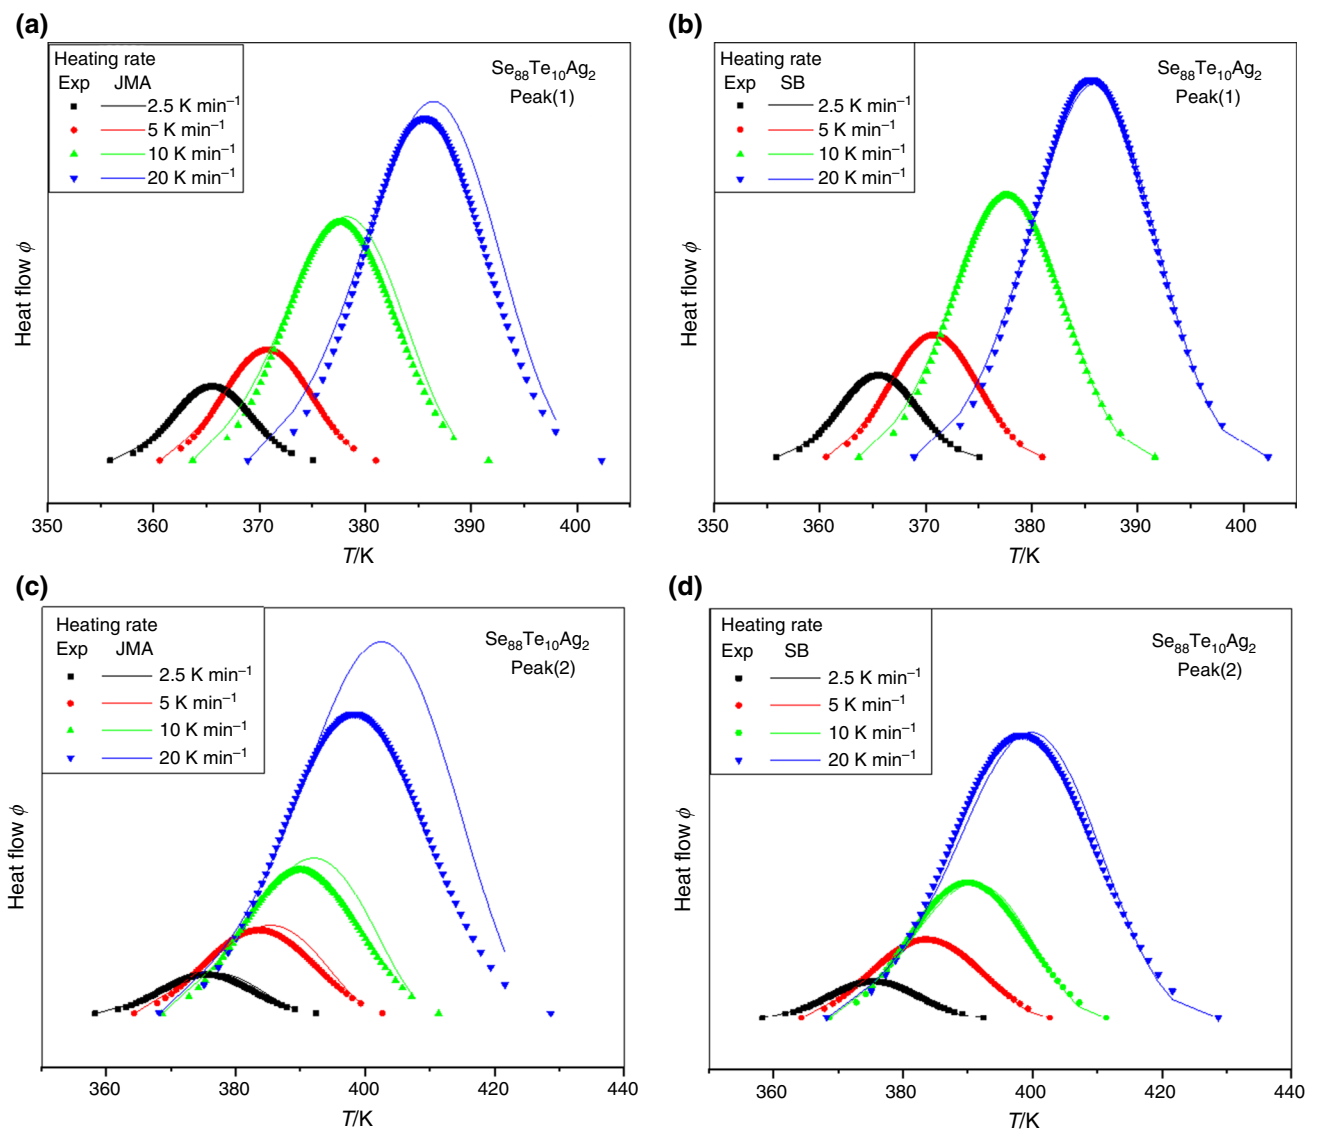 (a)
Heating rate
Exp JMA
2.5 K min⁻¹
5 K min⁻¹
10 K min⁻¹
20 K min⁻¹
Se₈₈Te₁₀Ag₂
Peak(1)
Heat flow ϕ
350 360 370 380 390 400
T/K
(b)
Heating rate
Exp SB
2.5 K min⁻¹
5 K min⁻¹
10 K min⁻¹
20 K min⁻¹
Se₈₈Te₁₀Ag₂
Peak(1)
Heat flow ϕ
350 360 370 380 390 400
T/K
(c)
Heating rate
Exp JMA
2.5 K min⁻¹
5 K min⁻¹
10 K min⁻¹
20 K min⁻¹
Se₈₈Te₁₀Ag₂
Peak(2)
Heat flow ϕ
360 380 400 420 440
T/K
(d)
Heating rate
Exp SB
2.5 K min⁻¹
5 K min⁻¹
10 K min⁻¹
20 K min⁻¹
Se₈₈Te₁₀Ag₂
Peak(2)
Heat flow ϕ
360 380 400 420 440
T/K